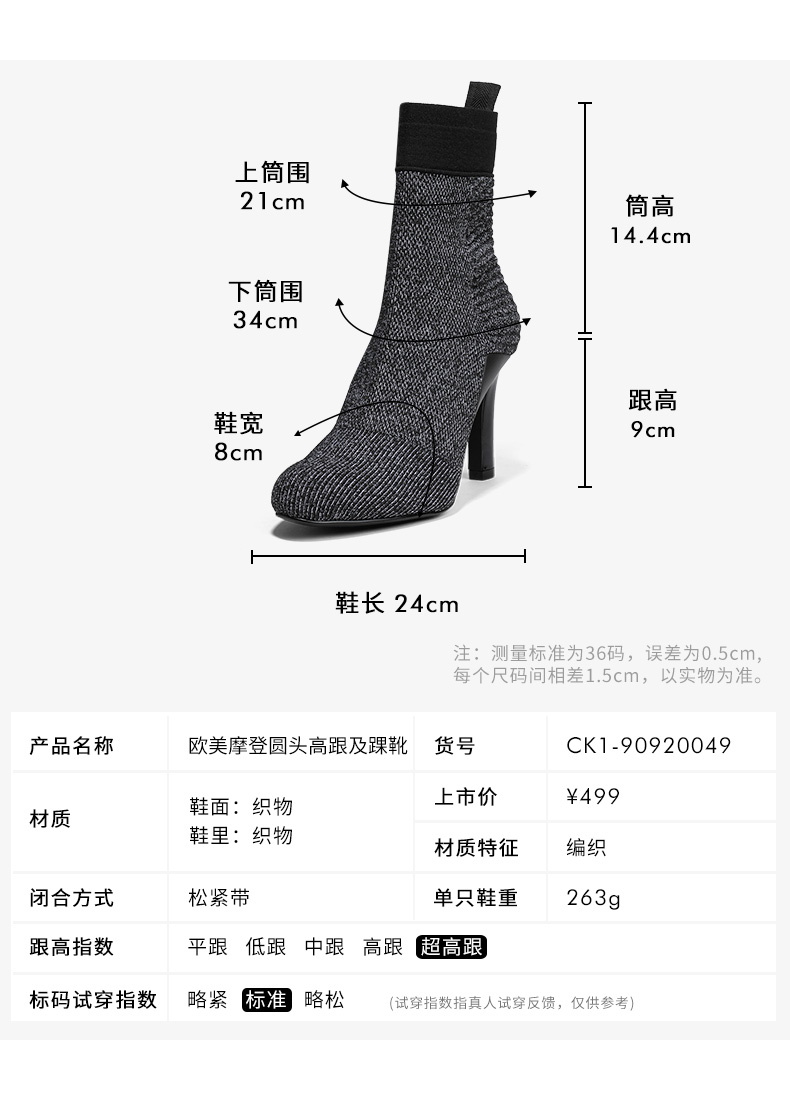 上筒围
21cm
筒高
14.4cm
下筒围
34cm
跟高
9cm
鞋宽
8cm
鞋长 24cm
注：测量标准为36码，误差为0.5cm,
每个尺码间相差1.5cm，以实物为准。
产品名称 欧美摩登圆头高跟及踝靴 货号 CK1-90920049
材质
鞋面：织物
鞋里：织物
上市价 ¥499
材质特征 编织
闭合方式 松紧带 单只鞋重 263g
跟高指数 平跟 低跟 中跟 高跟 超高跟
标码试穿指数 略紧 标准 略松 (试穿指数指真人试穿反馈，仅供参考)